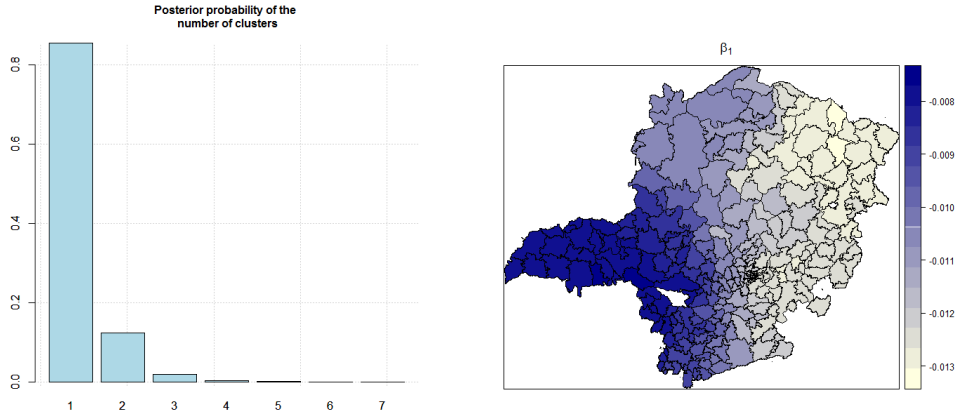 Posterior probability of the
number of clusters
0.8
0.6
0.4
0.2
0.0
1 2 3 4 5 6 7
β1
-0.008
-0.009
-0.010
-0.011
-0.012
-0.013